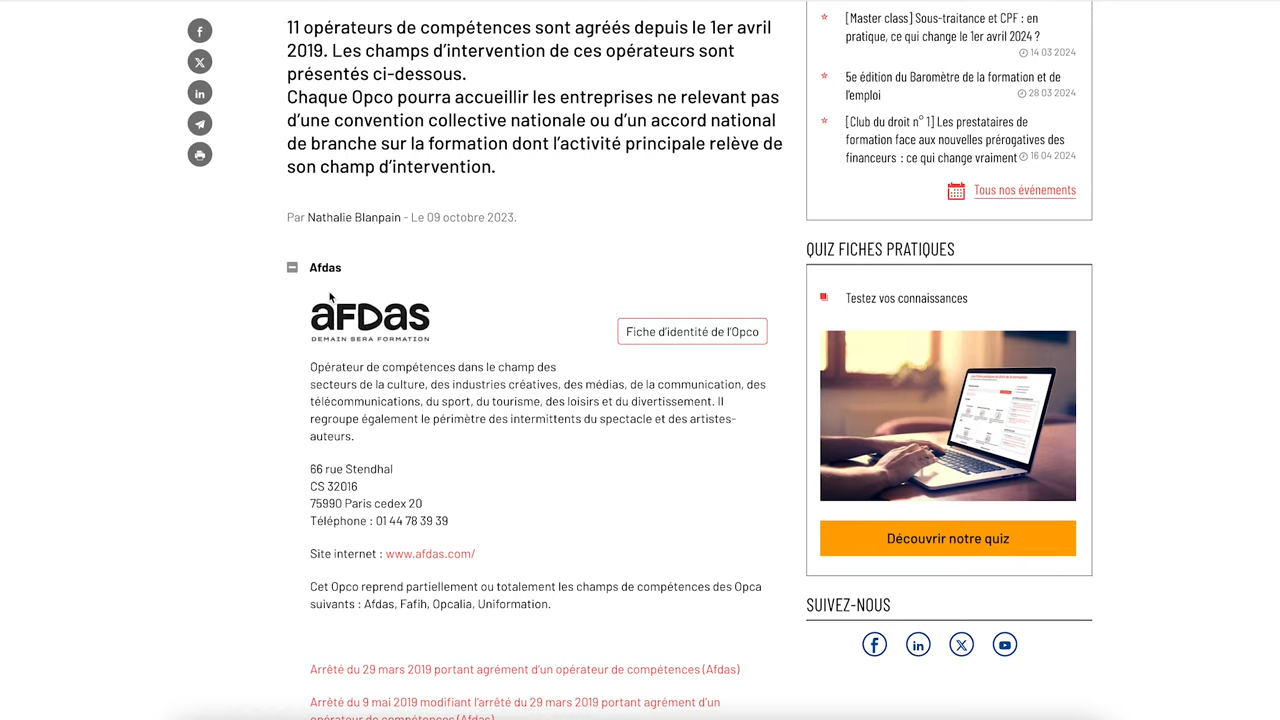 11 opérateurs de compétences sont agréés depuis le 1er avril
2019. Les champs d'intervention de ces opérateurs sont
présentés ci-dessous.
Chaque Opco pourra accueillir les entreprises ne relevant pas
d'une convention collective nationale ou d'un accord national
de branche sur la formation dont l'activité principale relève de
son champ d'intervention.
Par Nathalie Blanpain - Le 09 octobre 2023.
Afdas
aFDas
DEMAIN SERA FORMATION
Fiche d'identité de l'Opco
Opérateur de compétences dans le champ des
secteurs de la culture, des industries créatives, des médias, de la communication, des
télécommunications, du sport, du tourisme, des loisirs et du divertissement. Il
regroupe également le périmètre des intermittents du spectacle et des artistes-
auteurs.
66 rue Stendhal
CS 32016
75990 Paris cedex 20
Téléphone : 01 44 78 39 39
Site internet : www.afdas.com/
Cet Opco reprend partiellement ou totalement les champs de compétences des Opca
suivants : Afdas, Fafih, Opcalia, Uniformation.
Arrêté du 29 mars 2019 portant agrément d'un opérateur de compétences (Afdas)
Arrêté du 9 mai 2019 modifiant l'arrêté du 29 mars 2019 portant agrément d'un
opérateur de compétences (Afdas)
[Master class] Sous-traitance et CPF : en
pratique, ce qui change le 1er avril 2024 ?
14 03 2024
5e édition du Baromètre de la formation et de
l'emploi 28 03 2024
[Club du droit n° 1] Les prestataires de
formation face aux nouvelles prérogatives des
financeurs : ce qui change vraiment 16 04 2024
Tous nos événements
QUIZ FICHES PRATIQUES
Testez vos connaissances
Découvrir notre quiz
SUIVEZ-NOUS